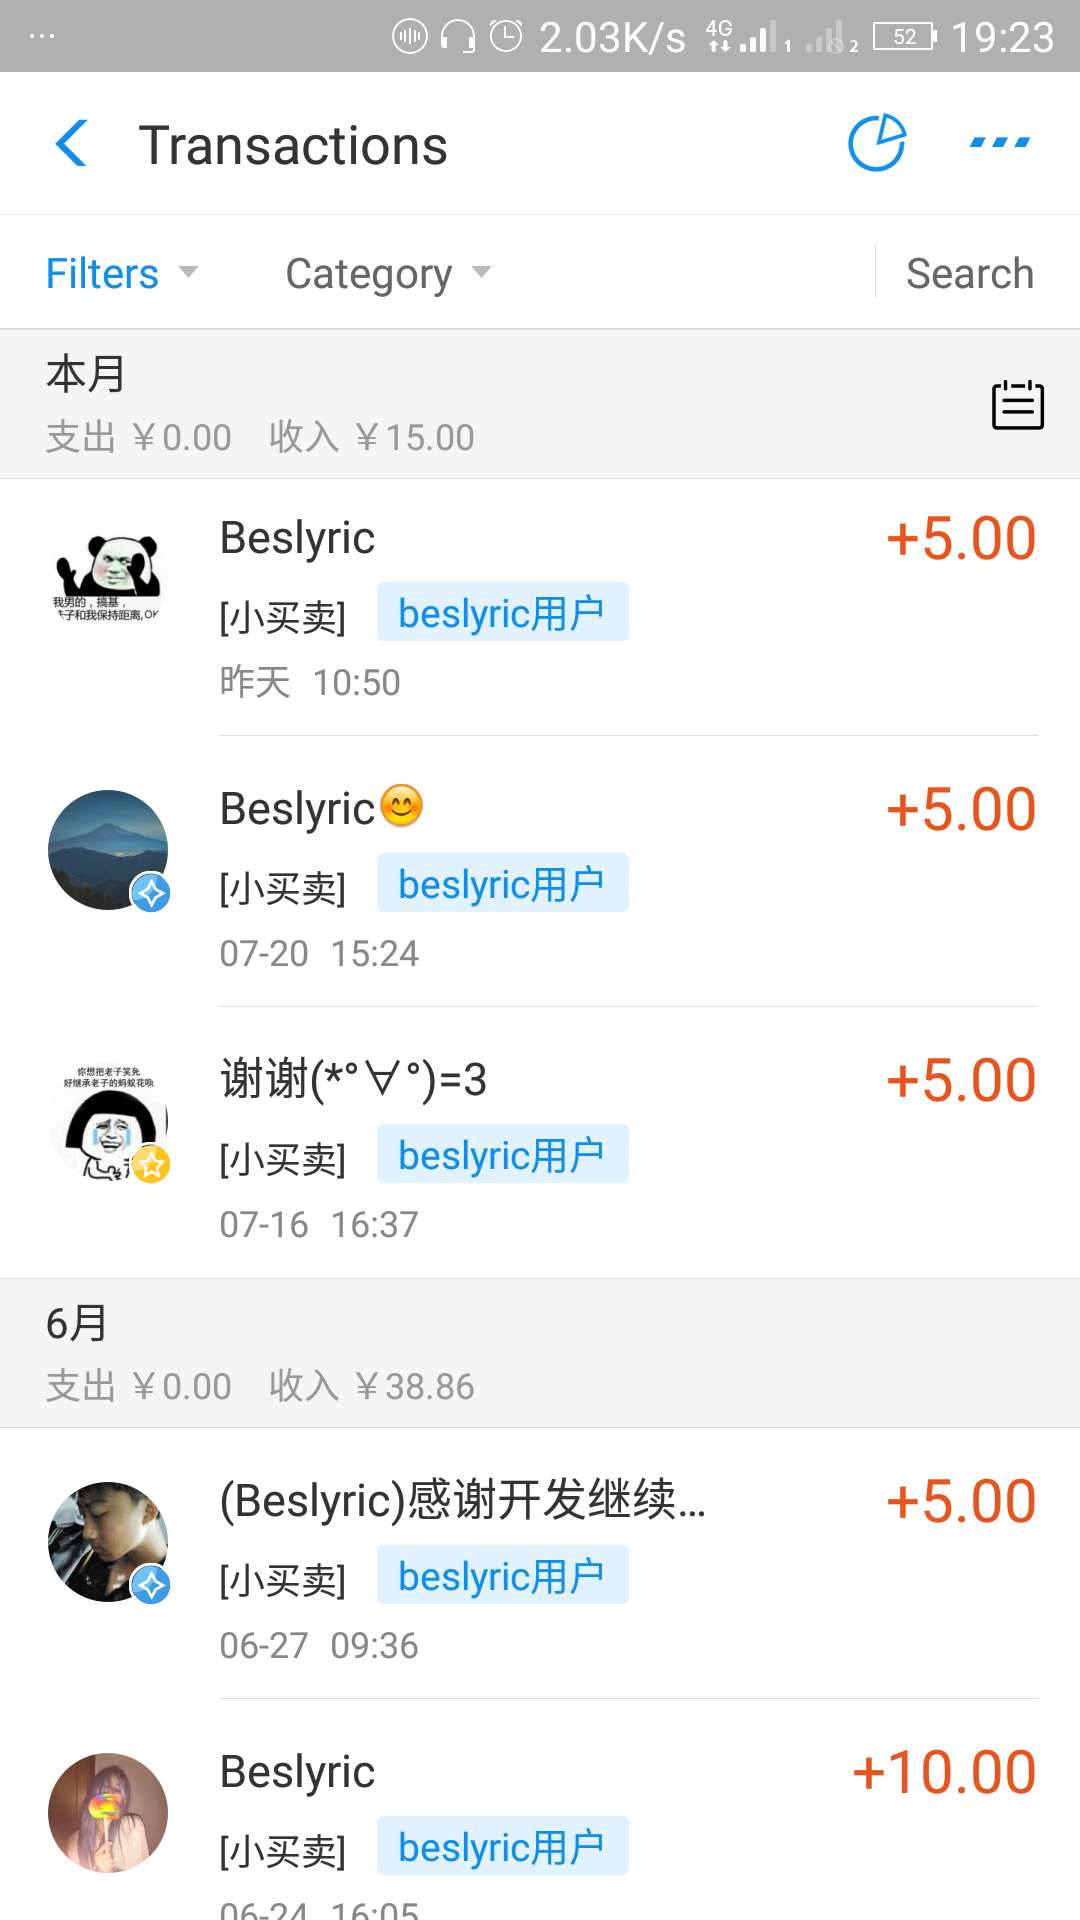 ... 2.03K/s 4G 1 2 52 19:23
Transactions
Filters Category Search
本月
支出 ￥0.00 收入 ￥15.00
Beslyric +5.00
我男的，搞基，
子和我保持距离,OK
[小买卖] beslyric用户
昨天 10:50
Beslyric😊 +5.00
[小买卖] beslyric用户
07-20 15:24
谢谢(*°∀°)=3 +5.00
你想把老子笑死
好继承老子的蚂蚁花呗
[小买卖] beslyric用户
07-16 16:37
6月
支出 ￥0.00 收入 ￥38.86
(Beslyric)感谢开发继续... +5.00
[小买卖] beslyric用户
06-27 09:36
Beslyric +10.00
[小买卖] beslyric用户
06-24 16:05